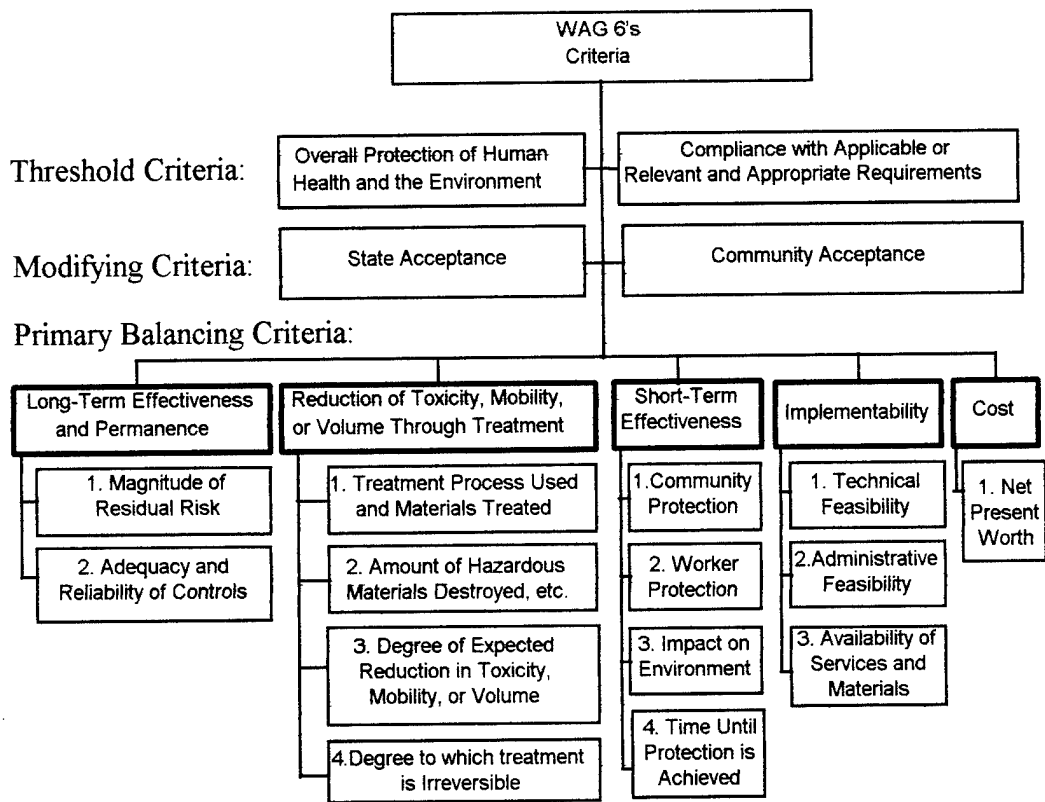 WAG 6's
Criteria
Threshold Criteria:
Overall Protection of Human
Health and the Environment
Compliance with Applicable or
Relevant and Appropriate Requirements
Modifying Criteria:
State Acceptance
Community Acceptance
Primary Balancing Criteria:
Long-Term Effectiveness
and Permanence
1. Magnitude of
Residual Risk
2. Adequacy and
Reliability of Controls
Reduction of Toxicity, Mobility,
or Volume Through Treatment
1. Treatment Process Used
and Materials Treated
2. Amount of Hazardous
Materials Destroyed, etc.
3. Degree of Expected
Reduction in Toxicity,
Mobility, or Volume
4.Degree to which treatment
is Irreversible
Short-Term
Effectiveness
1.Community
Protection
2. Worker
Protection
3. Impact on
Environment
4. Time Until
Protection is
Achieved
Implementability
1. Technical
Feasibility
2.Administrative
Feasibility
3. Availability of
Services and
Materials
Cost
1. Net
Present
Worth